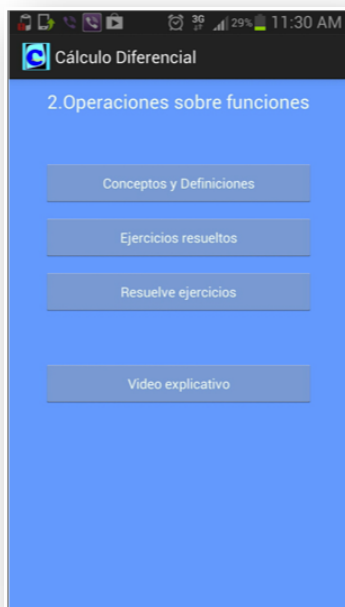 3G 29% 11:30 AM
C Cálculo Diferencial
2.Operaciones sobre funciones
Conceptos y Definiciones
Ejercicios resueltos
Resuelve ejercicios
Video explicativo